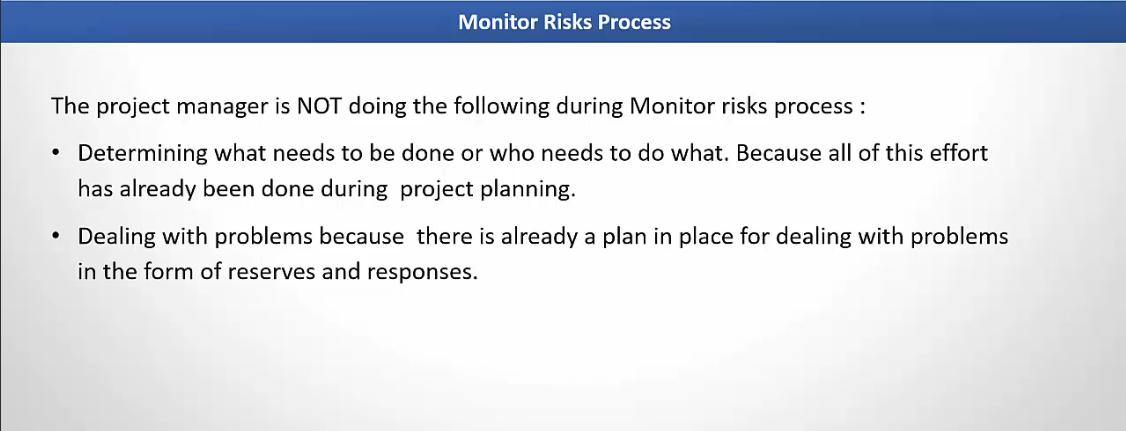 Monitor Risks Process
The project manager is NOT doing the following during Monitor risks process :
• Determining what needs to be done or who needs to do what. Because all of this effort
has already been done during  project planning.
• Dealing with problems because  there is already a plan in place for dealing with problems
in the form of reserves and responses.